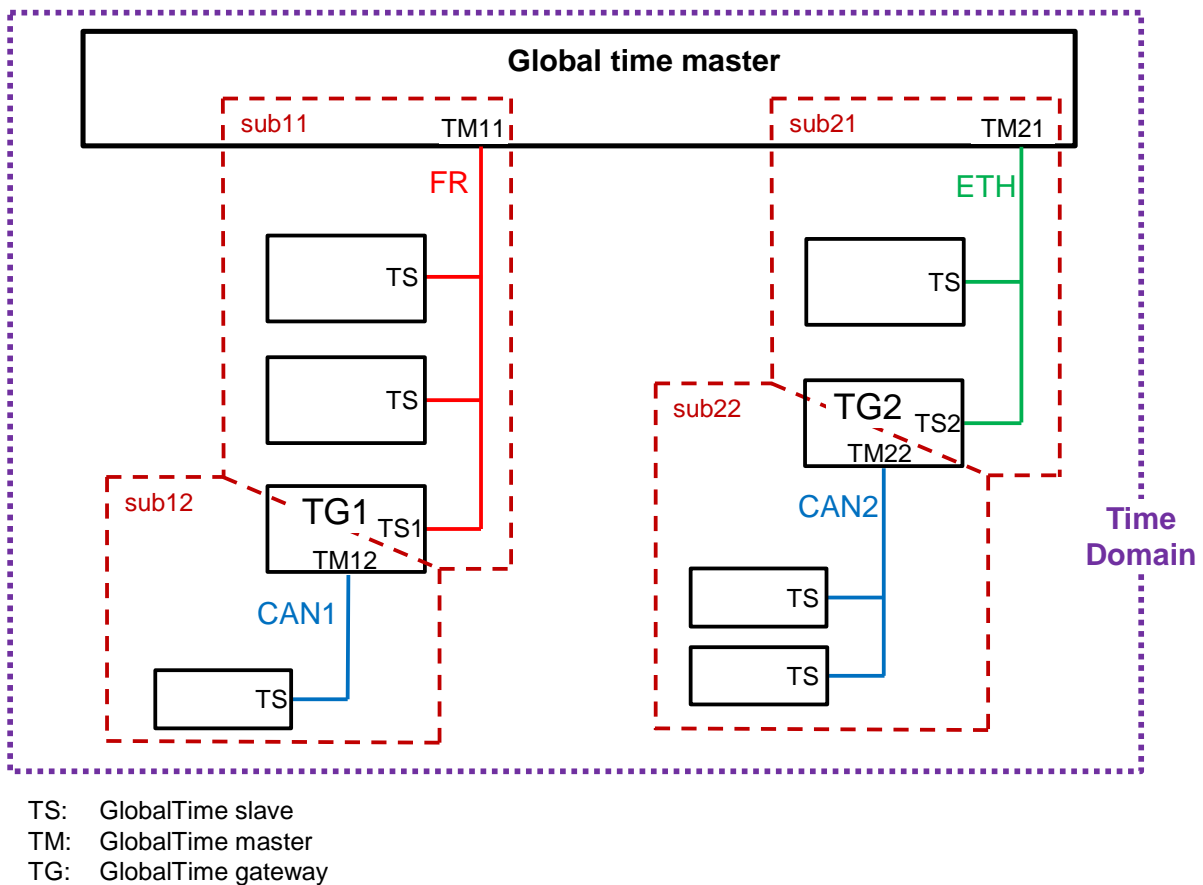 Global time master
sub11
TM11
sub21
TM21
FR
ETH
TS
TS
TS
sub22
TG2
TS2
TM22
sub12
TG1
TS1
TM12
CAN2
CAN1
Time
Domain
TS
TS
TS
TS: GlobalTime slave
TM: GlobalTime master
TG: GlobalTime gateway